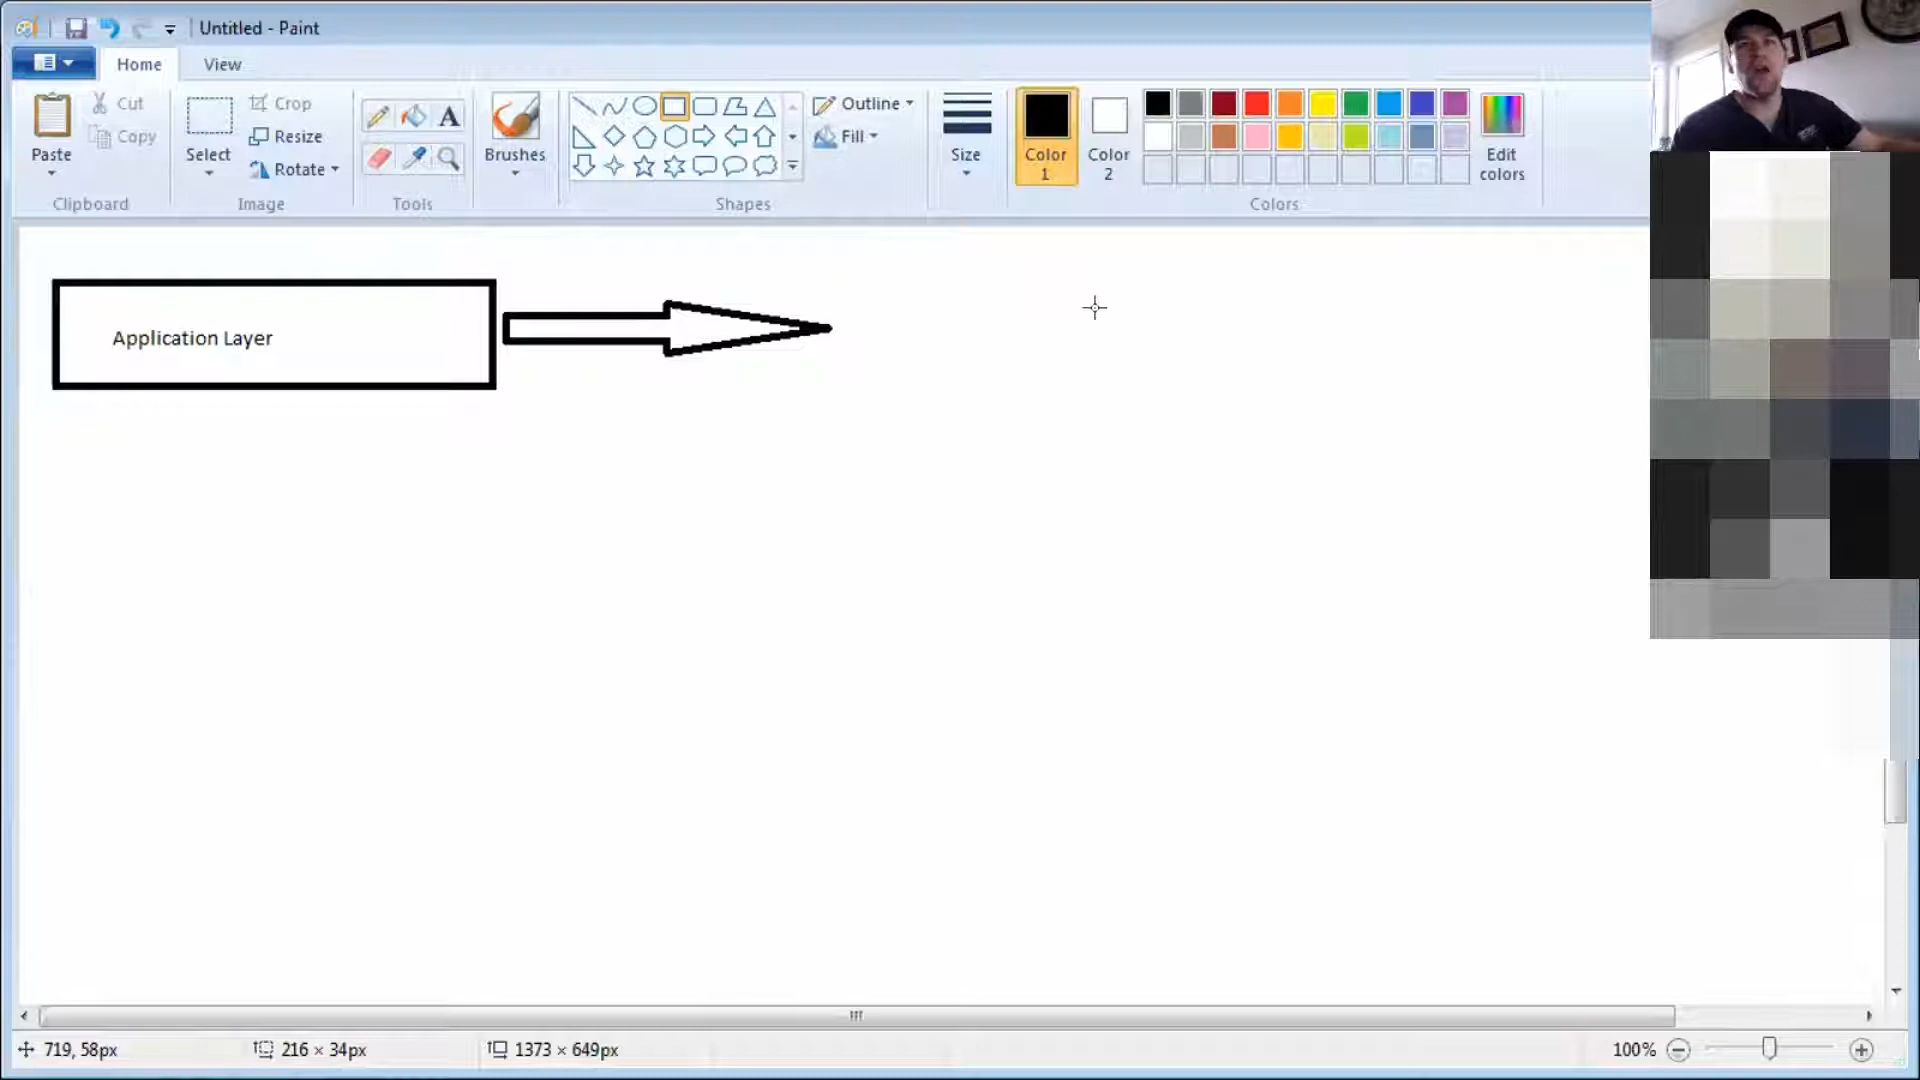 Untitled - Paint
Home
View
Paste
Cut
Copy
Clipboard
Select
Crop
Resize
Rotate
Image
A
Tools
Brushes
Outline
Fill
Shapes
Size
Color
1
Color
2
Edit
colors
Colors
Application Layer
719, 58px
216 × 34px
1373 × 649px
100%